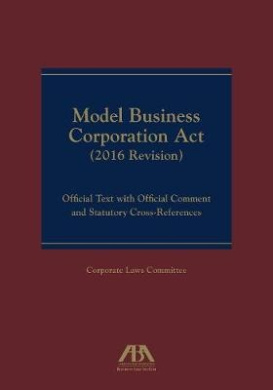 Model Business
Corporation Act
(2016 Revision)
Official Text with Official Comment
and Statutory Cross-References
Corporate Laws Committee
ABA